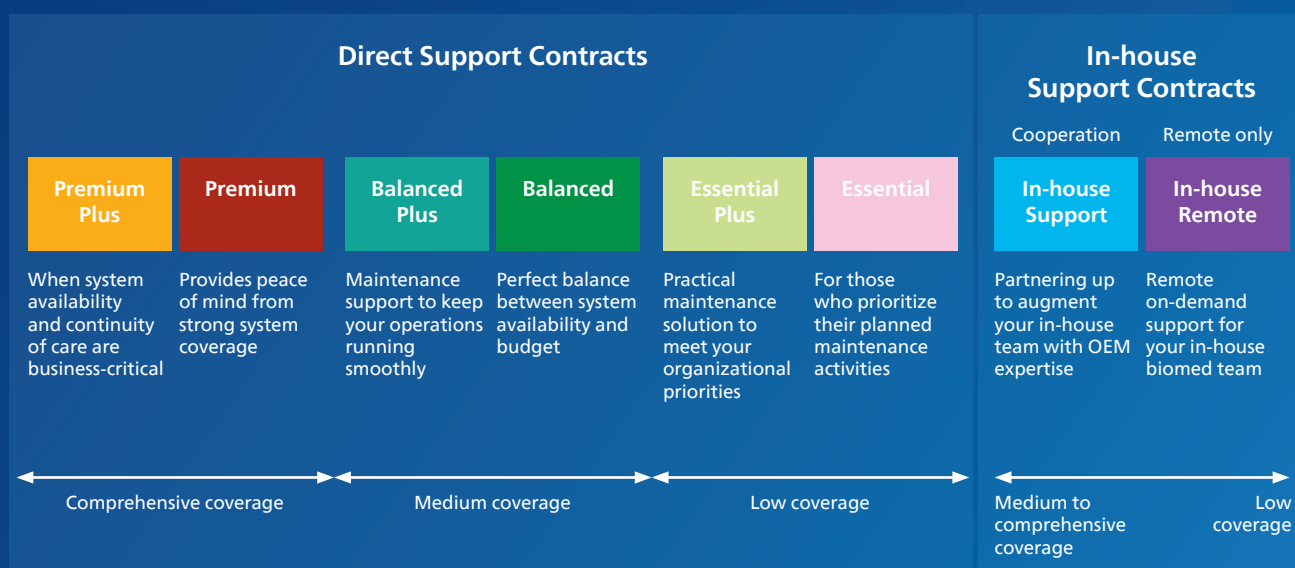 Direct Support Contracts
In-house
Support Contracts
Cooperation
Remote only
Premium
Plus
Premium
Balanced
Plus
Balanced
Essential
Plus
Essential
In-house
Support
In-house
Remote
When system
availability
and continuity
of care are
business-critical
Provides peace
of mind from
strong system
coverage
Maintenance
support to keep
your operations
running
smoothly
Perfect balance
between system
availability and
budget
Practical
maintenance
solution to
meet your
organizational
priorities
For those
who prioritize
their planned
maintenance
activities
Partnering up
to augment
your in-house
team with OEM
expertise
Remote
on-demand
support for
your in-house
biomed team
Comprehensive coverage
Medium coverage
Low coverage
Medium to
comprehensive
coverage
Low
coverage